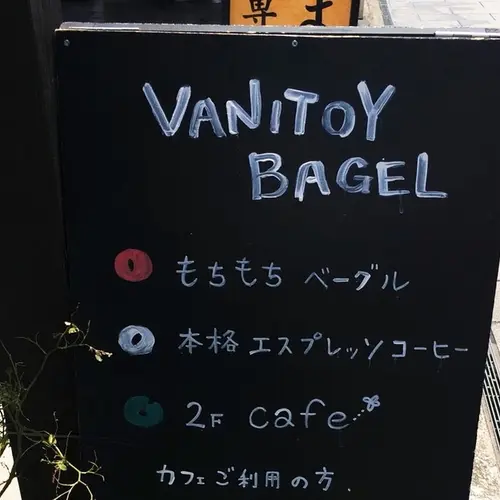 専
VANITOY
BAGEL
もちもち ベーグル
本格 エスプレッソコーヒー
2F cafe
カフェご利用の方、